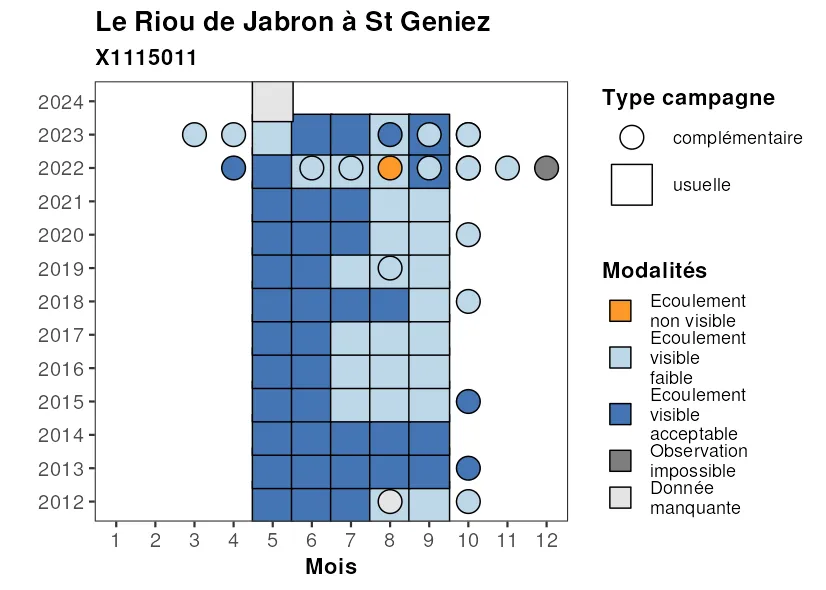 Le Riou de Jabron à St Geniez
X1115011
2024
2023
2022
2021
2020
2019
2018
2017
2016
2015
2014
2013
2012
1 2 3 4 5 6 7 8 9 10 11 12
Mois
Type campagne
complémentaire
usuelle
Modalités
Ecoulement
non visible
Ecoulement
visible
faible
Ecoulement
visible
acceptable
Observation
impossible
Donnée
manquante